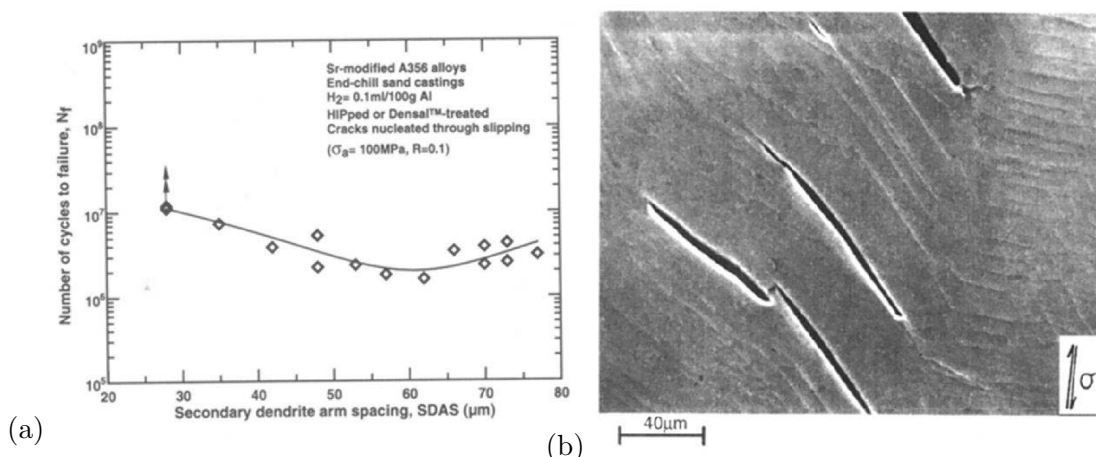 10⁹
10⁸
10⁷
10⁶
10⁵
Number of cycles to failure, N_f
Sr-modified A356 alloys
End-chill sand castings
H₂= 0.1ml/100g Al
HIPped or Densal™-treated
Cracks nucleated through slipping
(σₐ= 100MPa, R=0.1)
20 30 40 50 60 70 80
Secondary dendrite arm spacing, SDAS (μm)
(a)
σ
40μm
(b)